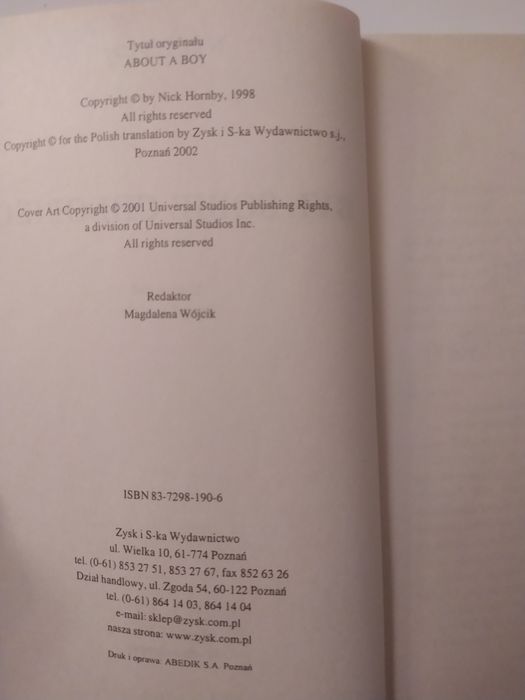 Tytuł oryginału
ABOUT A BOY
Copyright © by Nick Hornby, 1998
All rights reserved
Copyright © for the Polish translation by Zysk i S-ka Wydawnictwo s.j.,
Poznań 2002
Cover Art Copyright © 2001 Universal Studios Publishing Rights,
a division of Universal Studios Inc.
All rights reserved
Redaktor
Magdalena Wójcik
ISBN 83-7298-190-6
Zysk i S-ka Wydawnictwo
ul. Wielka 10, 61-774 Poznań
tel. (0-61) 853 27 51, 853 27 67, fax 852 63 26
Dział handlowy, ul. Zgoda 54, 60-122 Poznań
tel. (0-61) 864 14 03, 864 14 04
e-mail: sklep@zysk.com.pl
nasza strona: www.zysk.com.pl
Druk i oprawa: ABEDIK S.A. Poznań